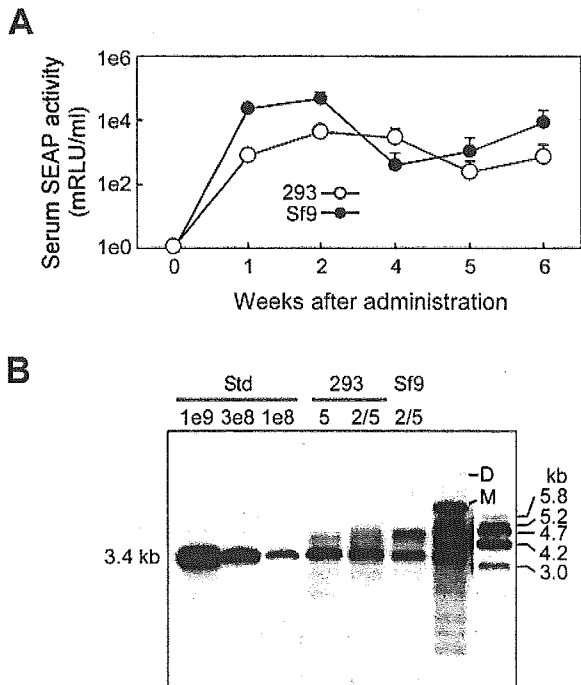 A
Serum SEAP activity
(mRLU/ml)
1e6
1e4
1e2
1e0
293
Sf9
0 1 2 4 5 6
Weeks after administration
B
Std 293 Sf9
1e9 3e8 1e8 5 2/5 2/5
D
M
kb
5.8
5.2
4.7
4.2
3.0
3.4 kb